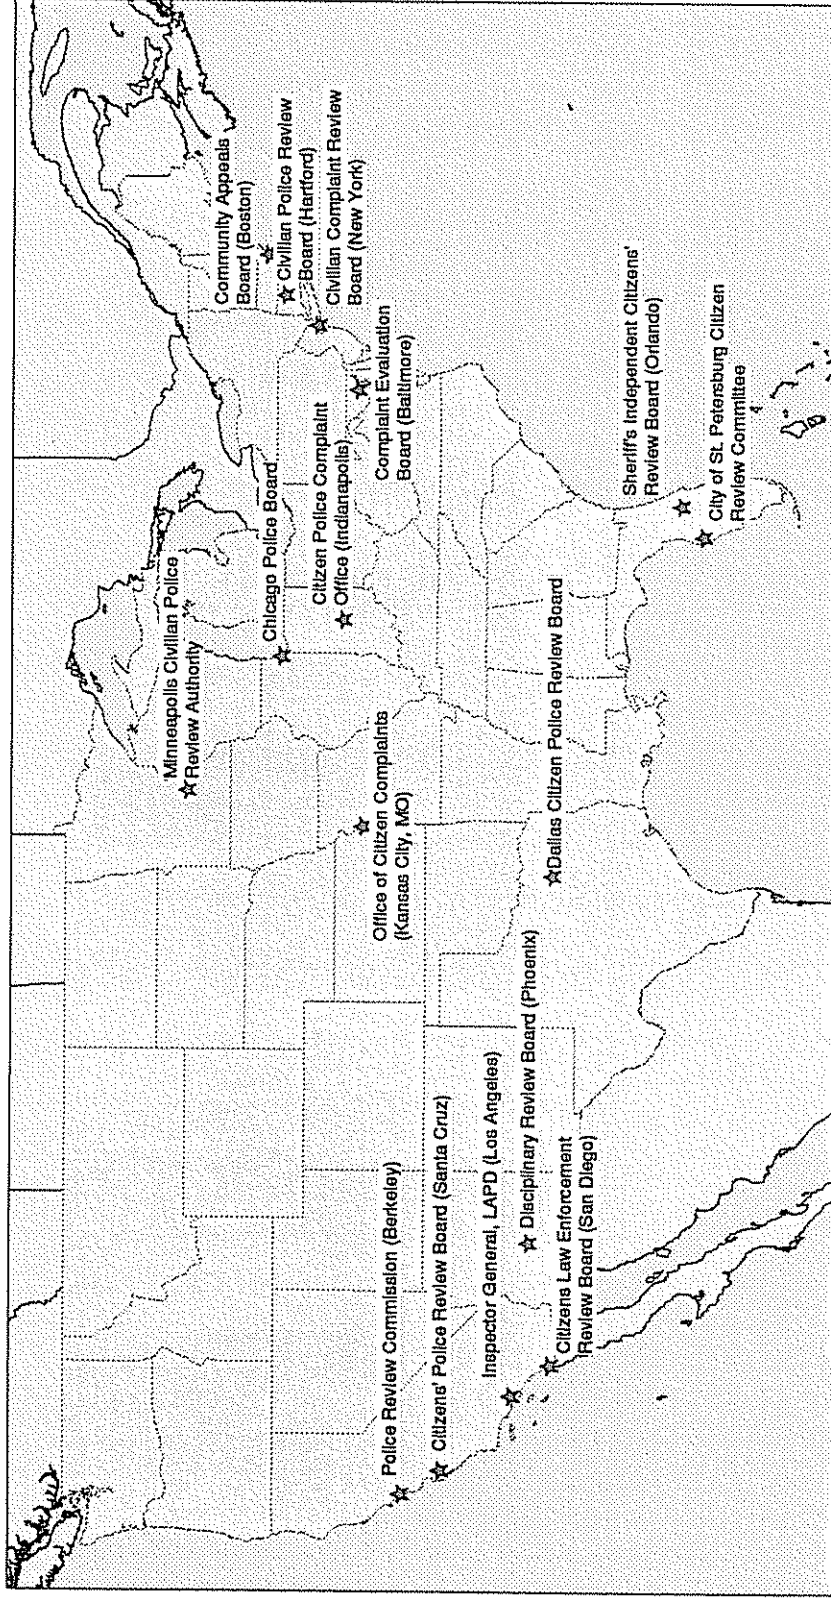 Minneapolis Civilian Police
Review Authority
Chicago Police Board
Citizen Police Complaint
Office (Indianapolis)
Community Appeals
Board (Boston)
Civilian Police Review
Board (Hartford)
Civilian Complaint Review
Board (New York)
Complaint Evaluation
Board (Baltimore)
Office of Citizen Complaints
(Kansas City, MO)
Police Review Commission (Berkeley)
Citizens' Police Review Board (Santa Cruz)
Inspector General, LAPD (Los Angeles)
Disciplinary Review Board (Phoenix)
Citizens Law Enforcement
Review Board (San Diego)
Dallas Citizen Police Review Board
Sheriff's Independent Citizens'
Review Board (Orlando)
City of St. Petersburg Citizen
Review Committee